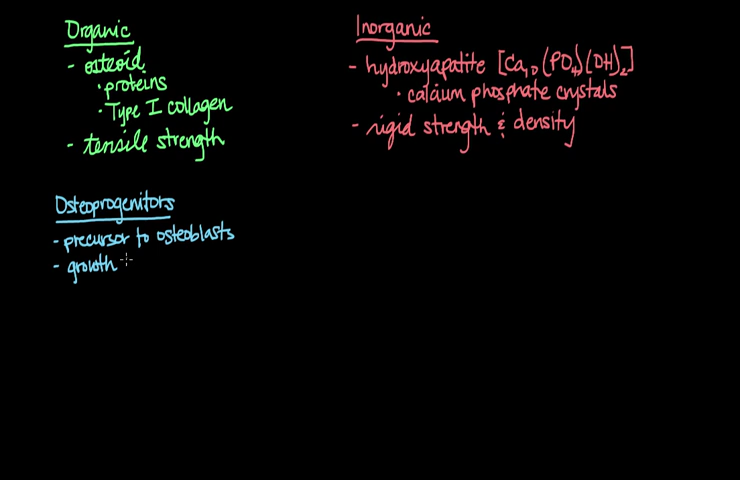 Organic
- osteoid
• proteins
• Type I collagen
- tensile strength
Inorganic
- hydroxyapatite [Ca₁₀(PO₄)(OH)₂]
• calcium phosphate crystals
- rigid strength & density
Osteoprogenitors
- precursor to osteoblasts
- growth